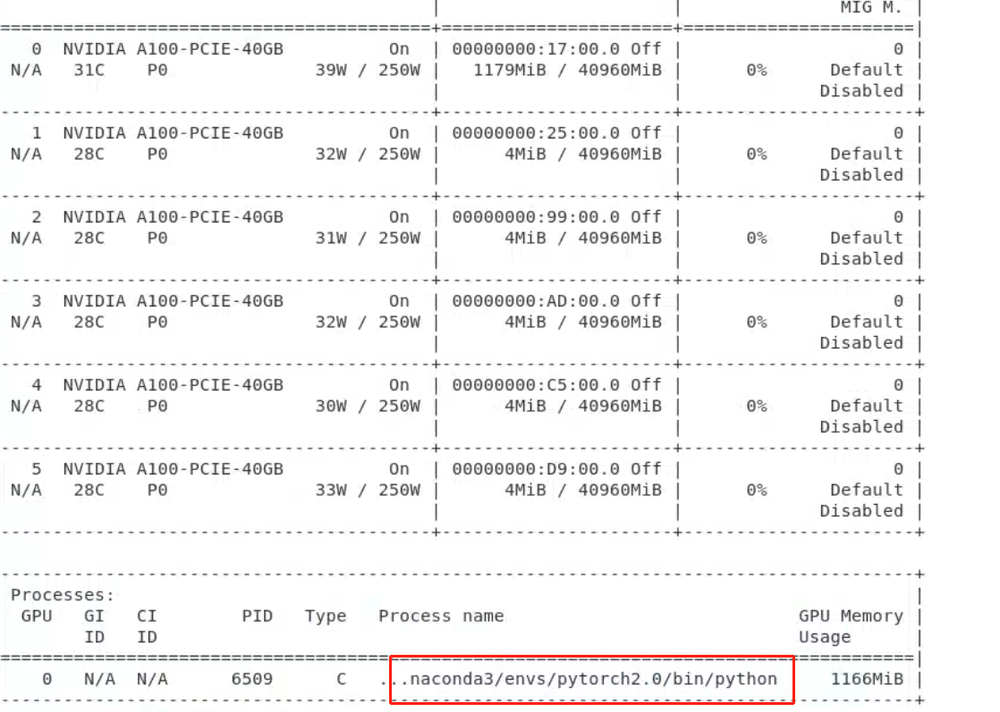 MIG M. |
0 NVIDIA A100-PCIE-40GB On | 00000000:17:00.0 Off | 0 |
N/A 31C P0 39W / 250W | 1179MiB / 40960MiB | 0% Default |
| | Disabled |
1 NVIDIA A100-PCIE-40GB On | 00000000:25:00.0 Off | 0 |
N/A 28C P0 32W / 250W | 4MiB / 40960MiB | 0% Default |
| | Disabled |
2 NVIDIA A100-PCIE-40GB On | 00000000:99:00.0 Off | 0 |
N/A 28C P0 31W / 250W | 4MiB / 40960MiB | 0% Default |
| | Disabled |
3 NVIDIA A100-PCIE-40GB On | 00000000:AD:00.0 Off | 0 |
N/A 28C P0 32W / 250W | 4MiB / 40960MiB | 0% Default |
| | Disabled |
4 NVIDIA A100-PCIE-40GB On | 00000000:C5:00.0 Off | 0 |
N/A 28C P0 30W / 250W | 4MiB / 40960MiB | 0% Default |
| | Disabled |
5 NVIDIA A100-PCIE-40GB On | 00000000:D9:00.0 Off | 0 |
N/A 28C P0 33W / 250W | 4MiB / 40960MiB | 0% Default |
| | Disabled |
Processes: |
GPU GI CI PID Type Process name GPU Memory |
ID ID Usage |
0 N/A N/A 6509 C ...naconda3/envs/pytorch2.0/bin/python 1166MiB |